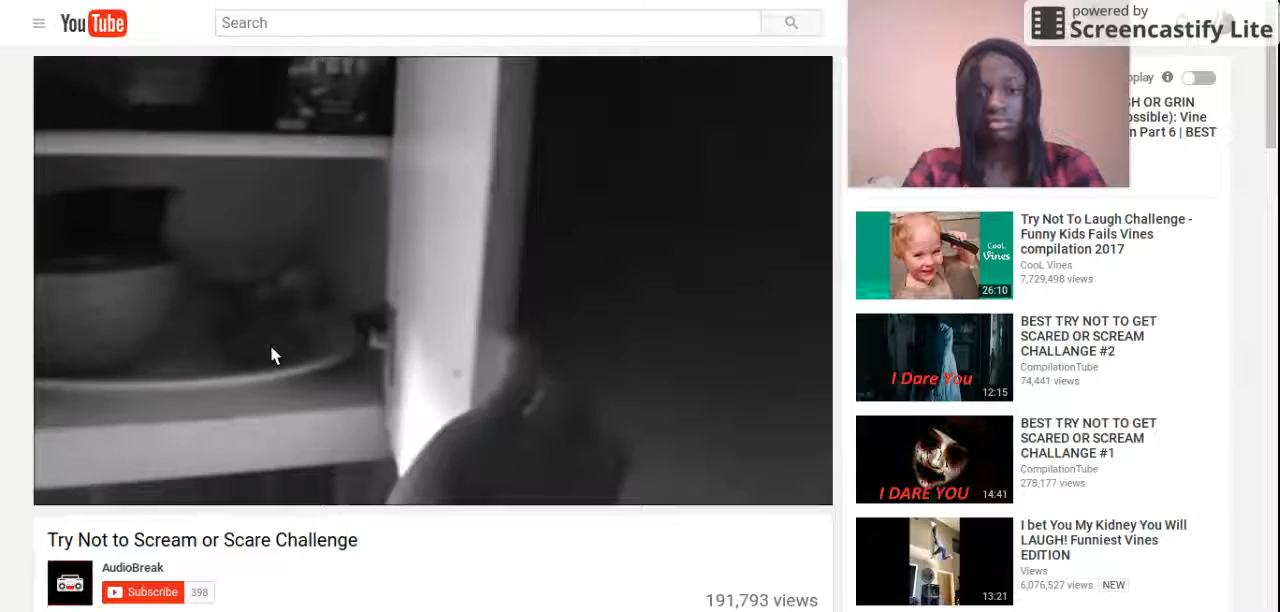 YouTube
Search
powered by
Screencastify Lite
Try Not to Scream or Scare Challenge
AudioBreak
Subscribe 398
191,793 views
OR GRIN
Vine
Part 6 | BEST
Try Not To Laugh Challenge -
Funny Kids Fails Vines
compilation 2017
CooL Vines
7,729,498 views
CooL
Vines
26:10
BEST TRY NOT TO GET
SCARED OR SCREAM
CHALLANGE #2
CompilationTube
74,441 views
I Dare You
12:15
BEST TRY NOT TO GET
SCARED OR SCREAM
CHALLANGE #1
CompilationTube
278,177 views
I DARE YOU
14:41
I bet You My Kidney You Will
LAUGH! Funniest Vines
EDITION
Views
6,076,527 views NEW
13:21